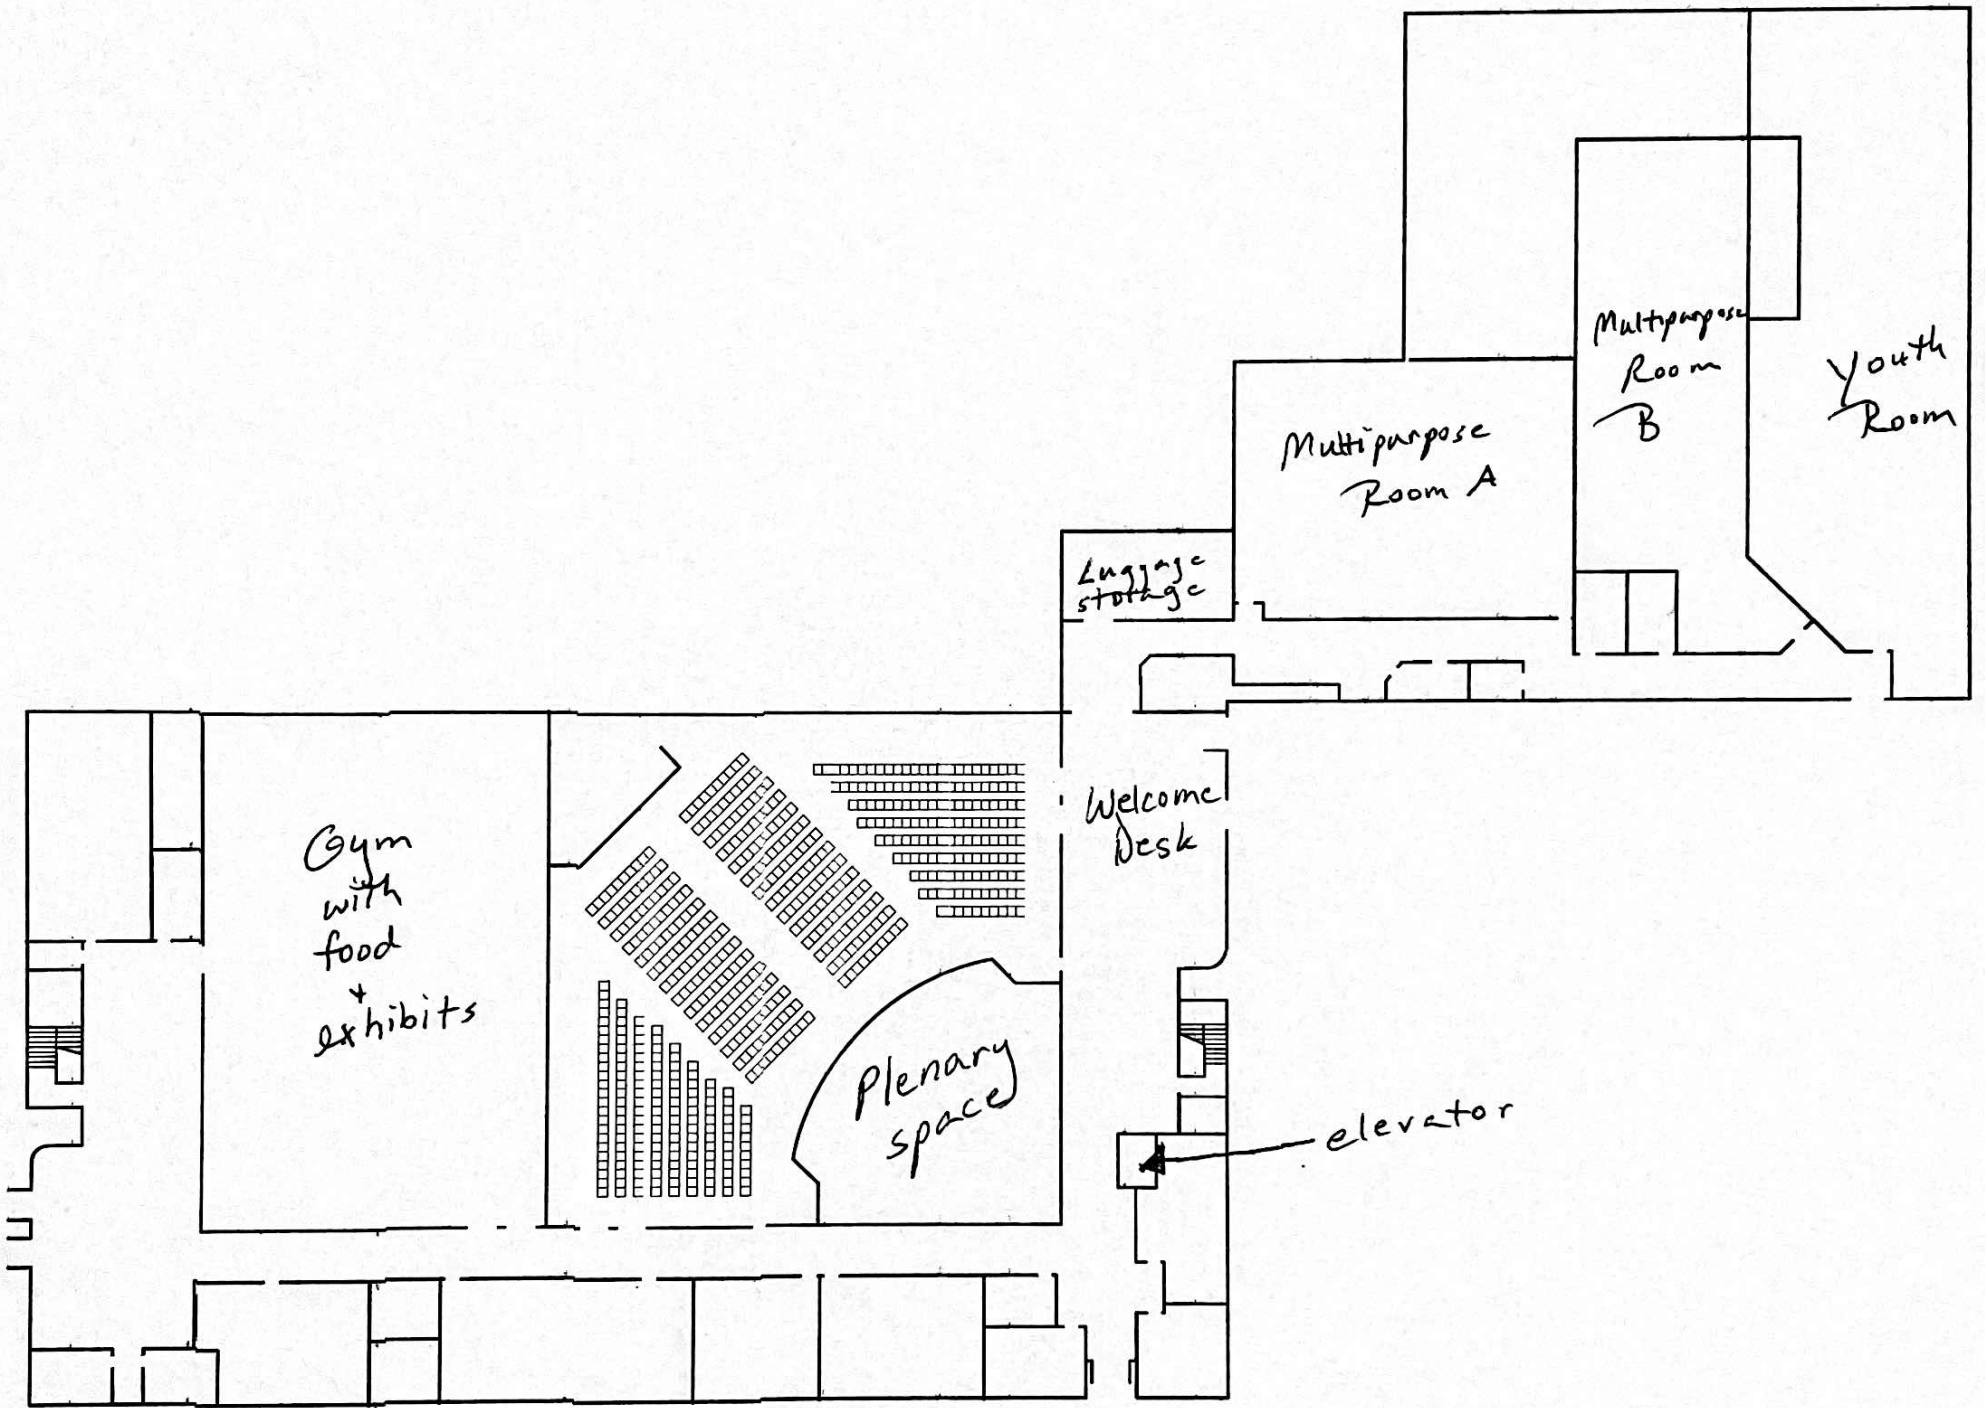 Multipurpose
Room
B
Youth
Room
Multipurpose
Room A
Luggage
storage
Welcome
Desk
Gym
with
food
+
exhibits
Plenary
space
elevator